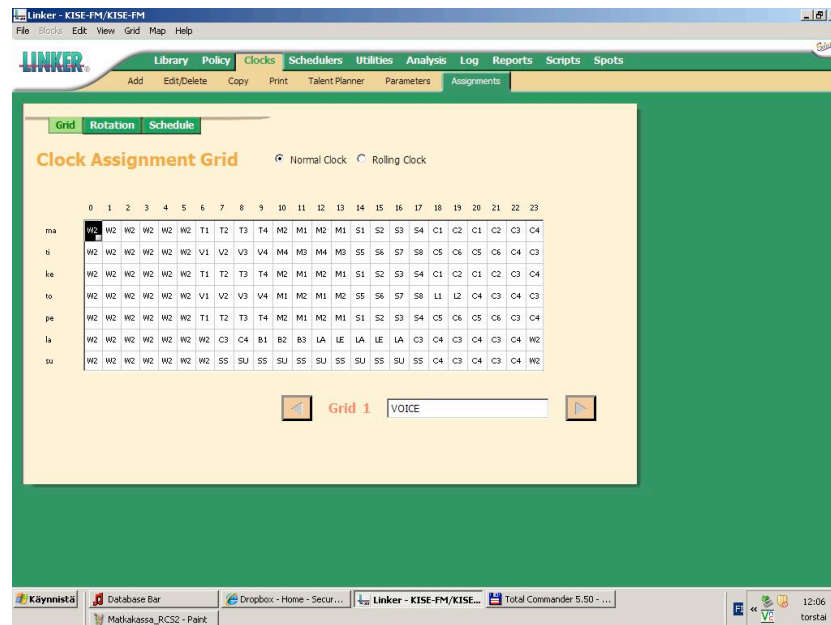 Linker - KISE-FM/KISE-FM
File Blocks Edit View Grid Map Help
LINKER®
Library Policy Clocks Schedulers Utilities Analysis Log Reports Scripts Spots
Add Edit/Delete Copy Print Talent Planner Parameters Assignments
Grid Rotation Schedule
Clock Assignment Grid Normal Clock Rolling Clock
0 1 2 3 4 5 6 7 8 9 10 11 12 13 14 15 16 17 18 19 20 21 22 23
ma W2 W2 W2 W2 W2 W2 T1 T2 T3 T4 M2 M1 M2 M1 S1 S2 S3 S4 C1 C2 C1 C2 C3 C4
ti W2 W2 W2 W2 W2 W2 V1 V2 V3 V4 M4 M3 M4 M3 S5 S6 S7 S8 C5 C6 C5 C6 C4 C3
ke W2 W2 W2 W2 W2 W2 T1 T2 T3 T4 M2 M1 M2 M1 S1 S2 S3 S4 C1 C2 C1 C2 C3 C4
to W2 W2 W2 W2 W2 W2 V1 V2 V3 V4 M1 M2 M1 M2 S5 S6 S7 S8 L1 L2 C4 C3 C4 C3
pe W2 W2 W2 W2 W2 W2 T1 T2 T3 T4 M2 M1 M2 M1 S1 S2 S3 S4 C5 C6 C5 C6 C3 C4
la W2 W2 W2 W2 W2 W2 W2 C3 C4 B1 B2 B3 LA LE LA LE LA C3 C4 C3 C4 C3 C4 W2
su W2 W2 W2 W2 W2 W2 W2 SS SU SS SU SS SU SS SU SS SU SS C4 C3 C4 C3 C4 W2
Grid 1 VOICE
Käynnistä Database Bar Dropbox - Home - Secur... Linker - KISE-FM/KISE... Total Commander 5.50 - ... FI « 12:06
Matkakassa_RCS2 - Paint torstai